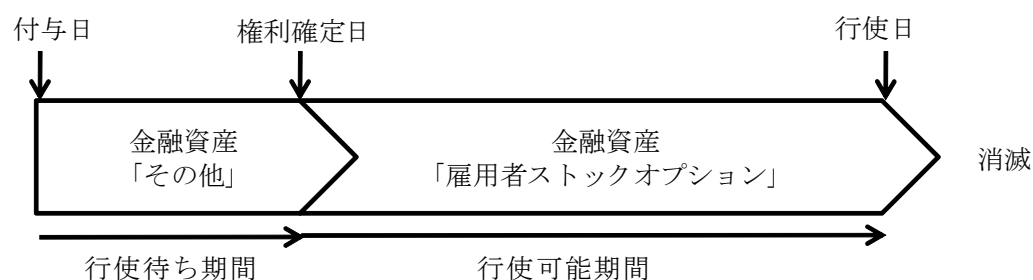 付与日
権利確定日
行使日
金融資産
「その他」
金融資産
「雇用者ストックオプション」
消滅
行使待ち期間
行使可能期間